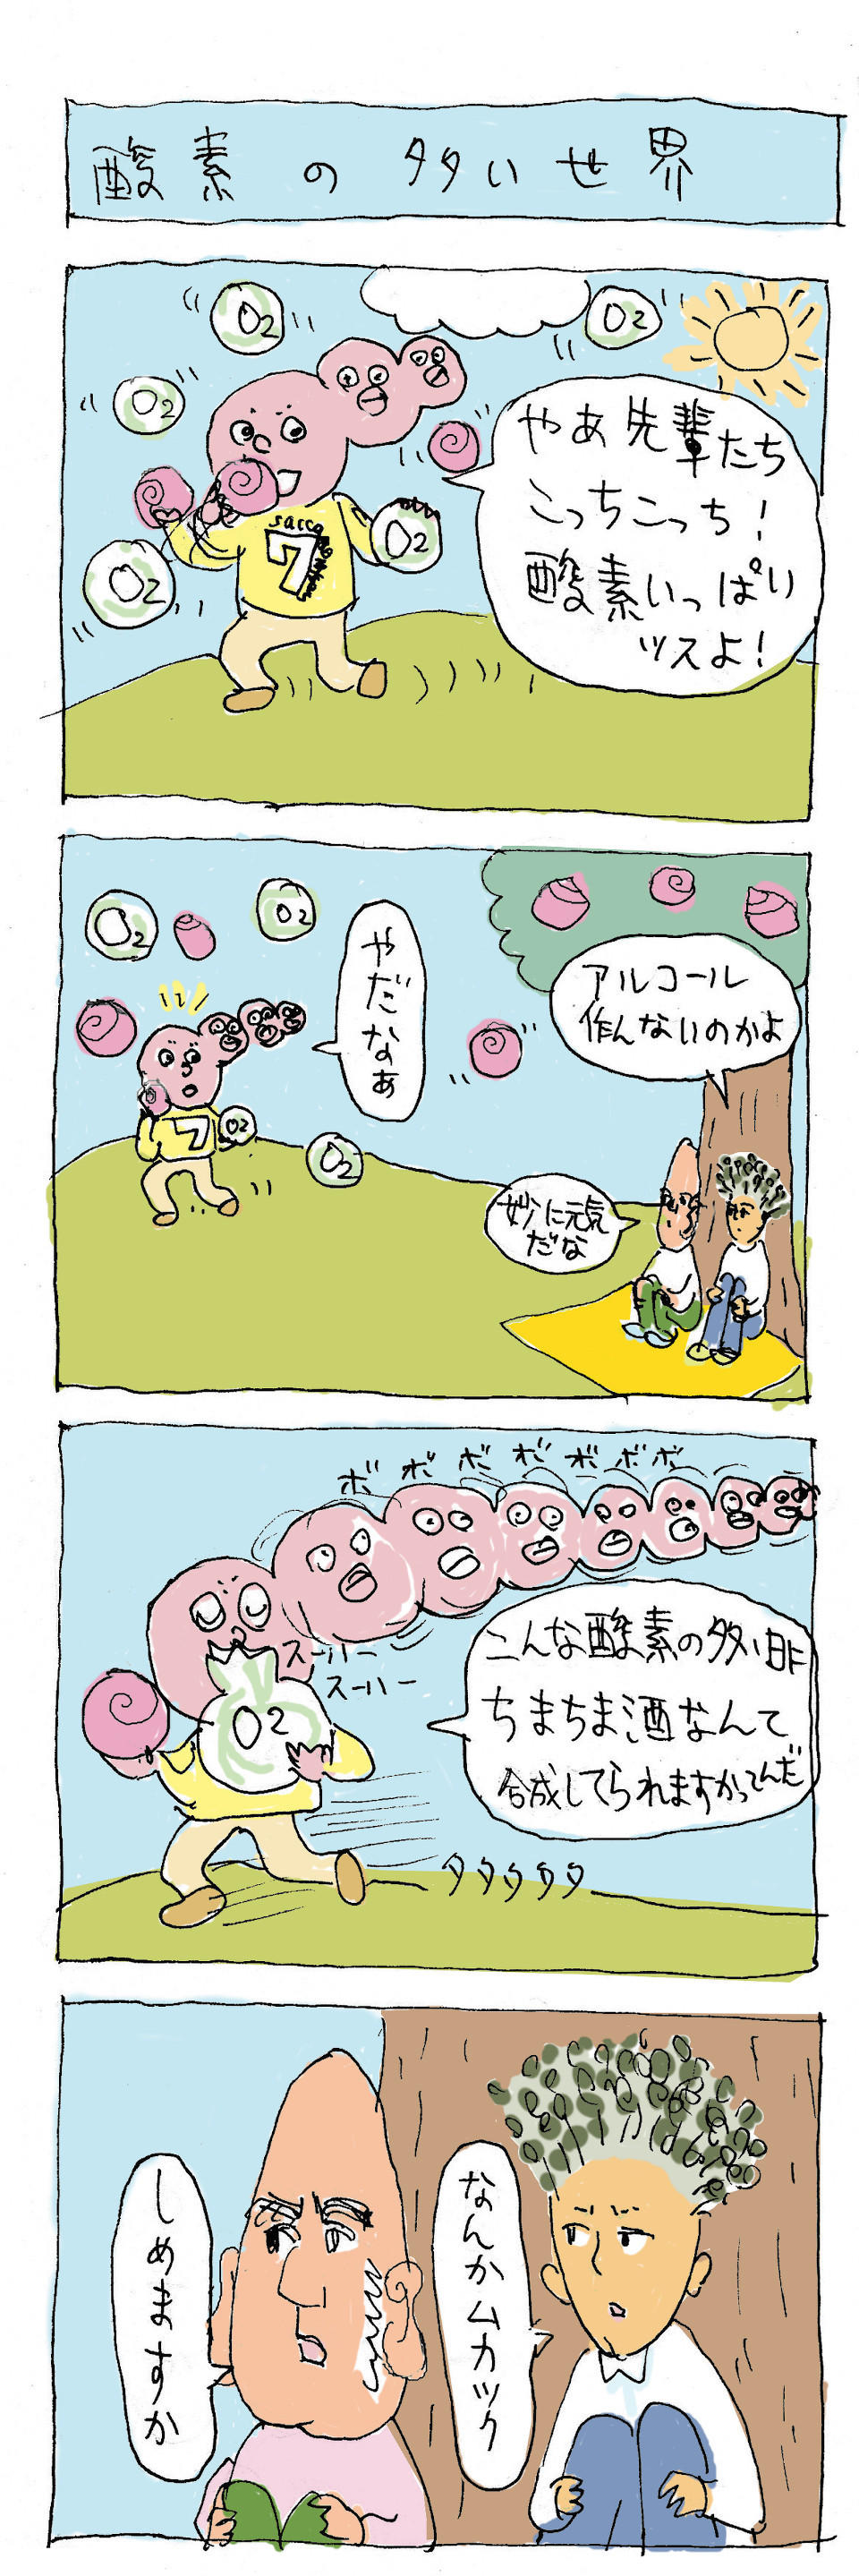 酸素の多い世界
O2
O2
O2
O2
O2
7
やあ先輩たち
こっちこっち!
酸素いっぱい
ッスよ!
O2
O2
やだなぁ
アルコール
作んないのかよ
7
O2
O2
妙に元気
だな
ボボボボボボボ
スーハー
スーハー
O2
こんな酸素の多い時
ちまちま酒なんて
合成してられますかってんだ
タタタタタ
なんかムカツク
しめますか